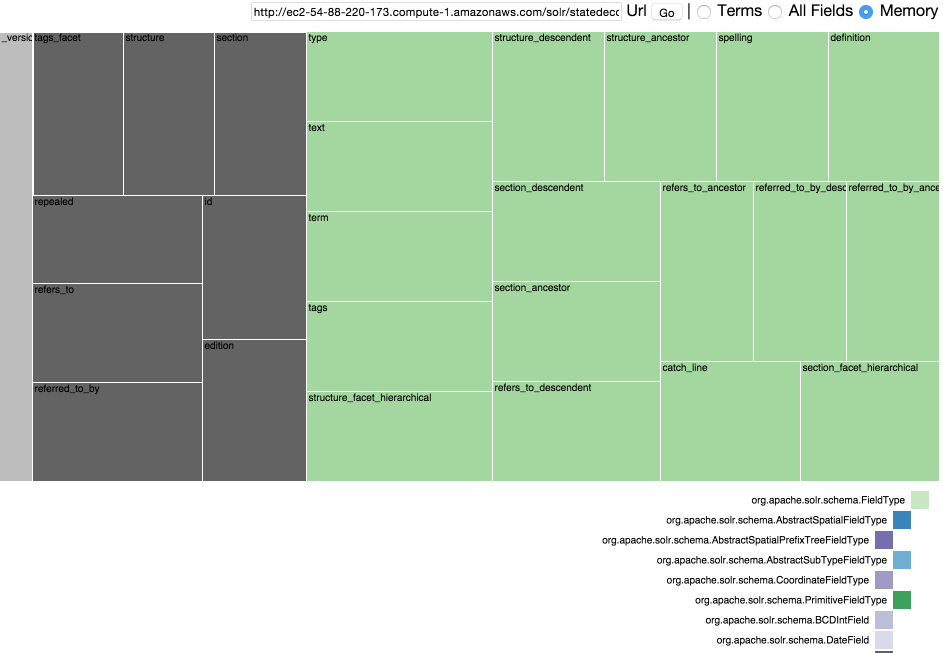 http://ec2-54-88-220-173.compute-1.amazonaws.com/solr/statedecc Url Go | Terms All Fields Memory
_versic tags_facet structure section type structure_descendent structure_ancestor spelling definition
text
section_descendent refers_to_ancestor referred_to_by_desc referred_to_by_ance
repealed id
term
refers_to section_ancestor
tags
edition
catch_line section_facet_hierarchical
referred_to_by refers_to_descendent
structure_facet_hierarchical
org.apache.solr.schema.FieldType
org.apache.solr.schema.AbstractSpatialFieldType
org.apache.solr.schema.AbstractSpatialPrefixTreeFieldType
org.apache.solr.schema.AbstractSubTypeFieldType
org.apache.solr.schema.CoordinateFieldType
org.apache.solr.schema.PrimitiveFieldType
org.apache.solr.schema.BCDIntField
org.apache.solr.schema.DateField